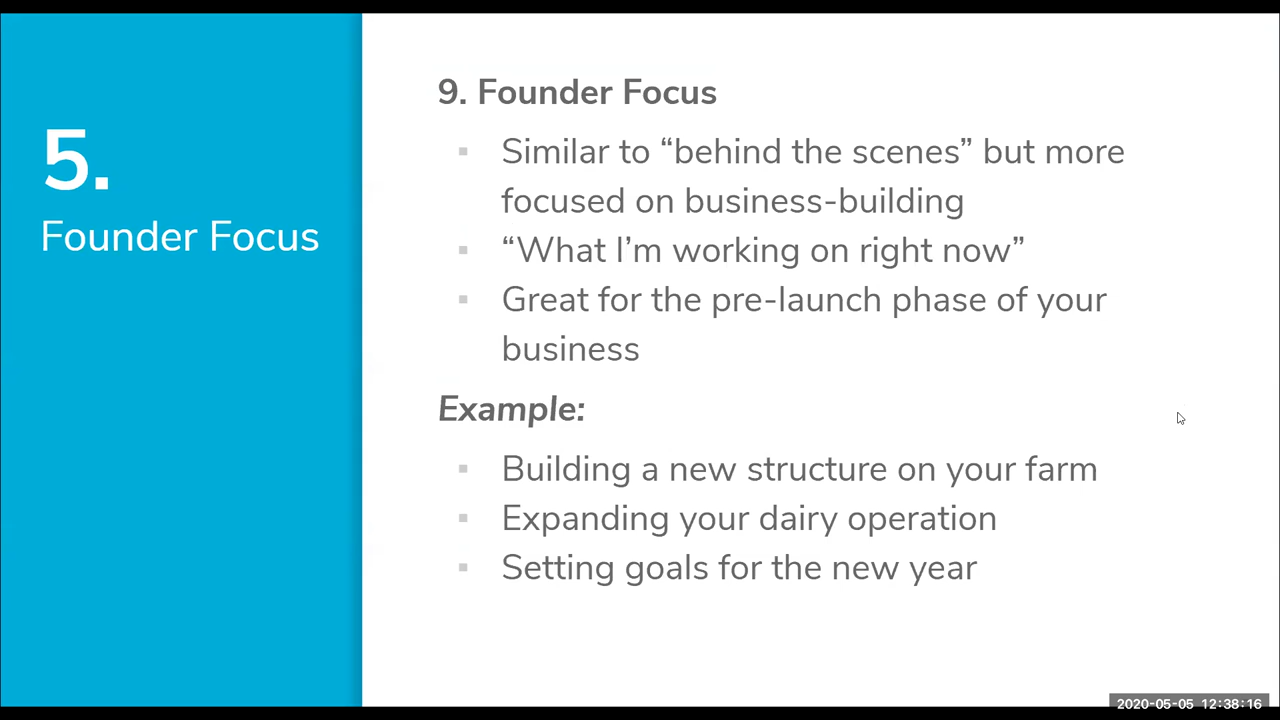 5.
Founder Focus
9. Founder Focus
▪ Similar to “behind the scenes” but more
focused on business-building
▪ “What I’m working on right now”
▪ Great for the pre-launch phase of your
business
Example:
▪ Building a new structure on your farm
▪ Expanding your dairy operation
▪ Setting goals for the new year
2020-05-05 12:38:16